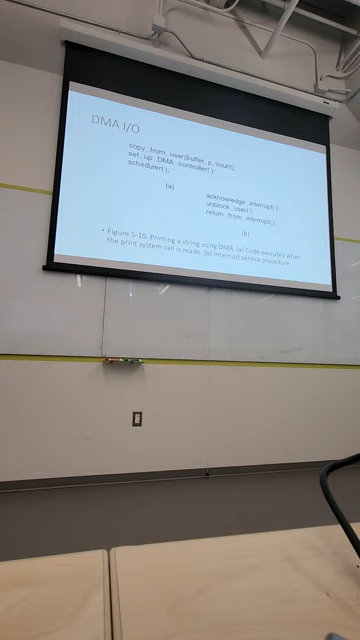 DMA I/O
copy_from_user(buffer, p, count);
set_up_DMA_controller( );
scheduler( );
(a)
acknowledge_interrupt( );
unblock_user( );
return_from_interrupt( );
(b)
• Figure 5-10. Printing a string using DMA. (a) Code executed when
the print system call is made. (b) Interrupt service procedure.